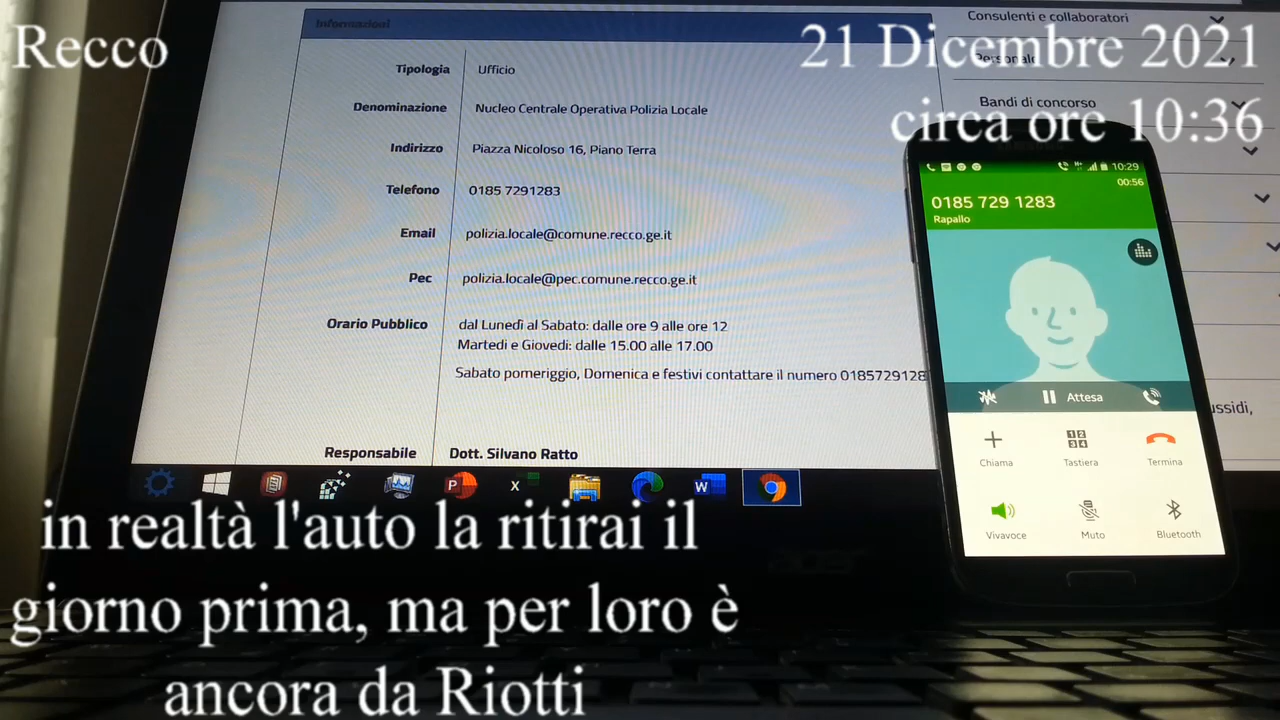 Recco
21 Dicembre 2021
circa ore 10:36
Informazioni
Tipologia Ufficio
Denominazione Nucleo Centrale Operativa Polizia Locale
Indirizzo Piazza Nicoloso 16, Piano Terra
Telefono 0185 7291283
Email polizia.locale@comune.recco.ge.it
Pec polizia.locale@pec.comune.recco.ge.it
Orario Pubblico dal Lunedì al Sabato: dalle ore 9 alle ore 12
Martedi e Giovedi: dalle 15.00 alle 17.00
Sabato pomeriggio, Domenica e festivi contattare il numero 0185729128
Responsabile Dott. Silvano Ratto
Consulenti e collaboratori
Personale
Bandi di concorso
ussidi,
10:29
00:56
0185 729 1283
Rapallo
Attesa
Chiama Tastiera Termina
Vivavoce Muto Bluetooth
in realtà l'auto la ritirai il
giorno prima, ma per loro è
ancora da Riotti